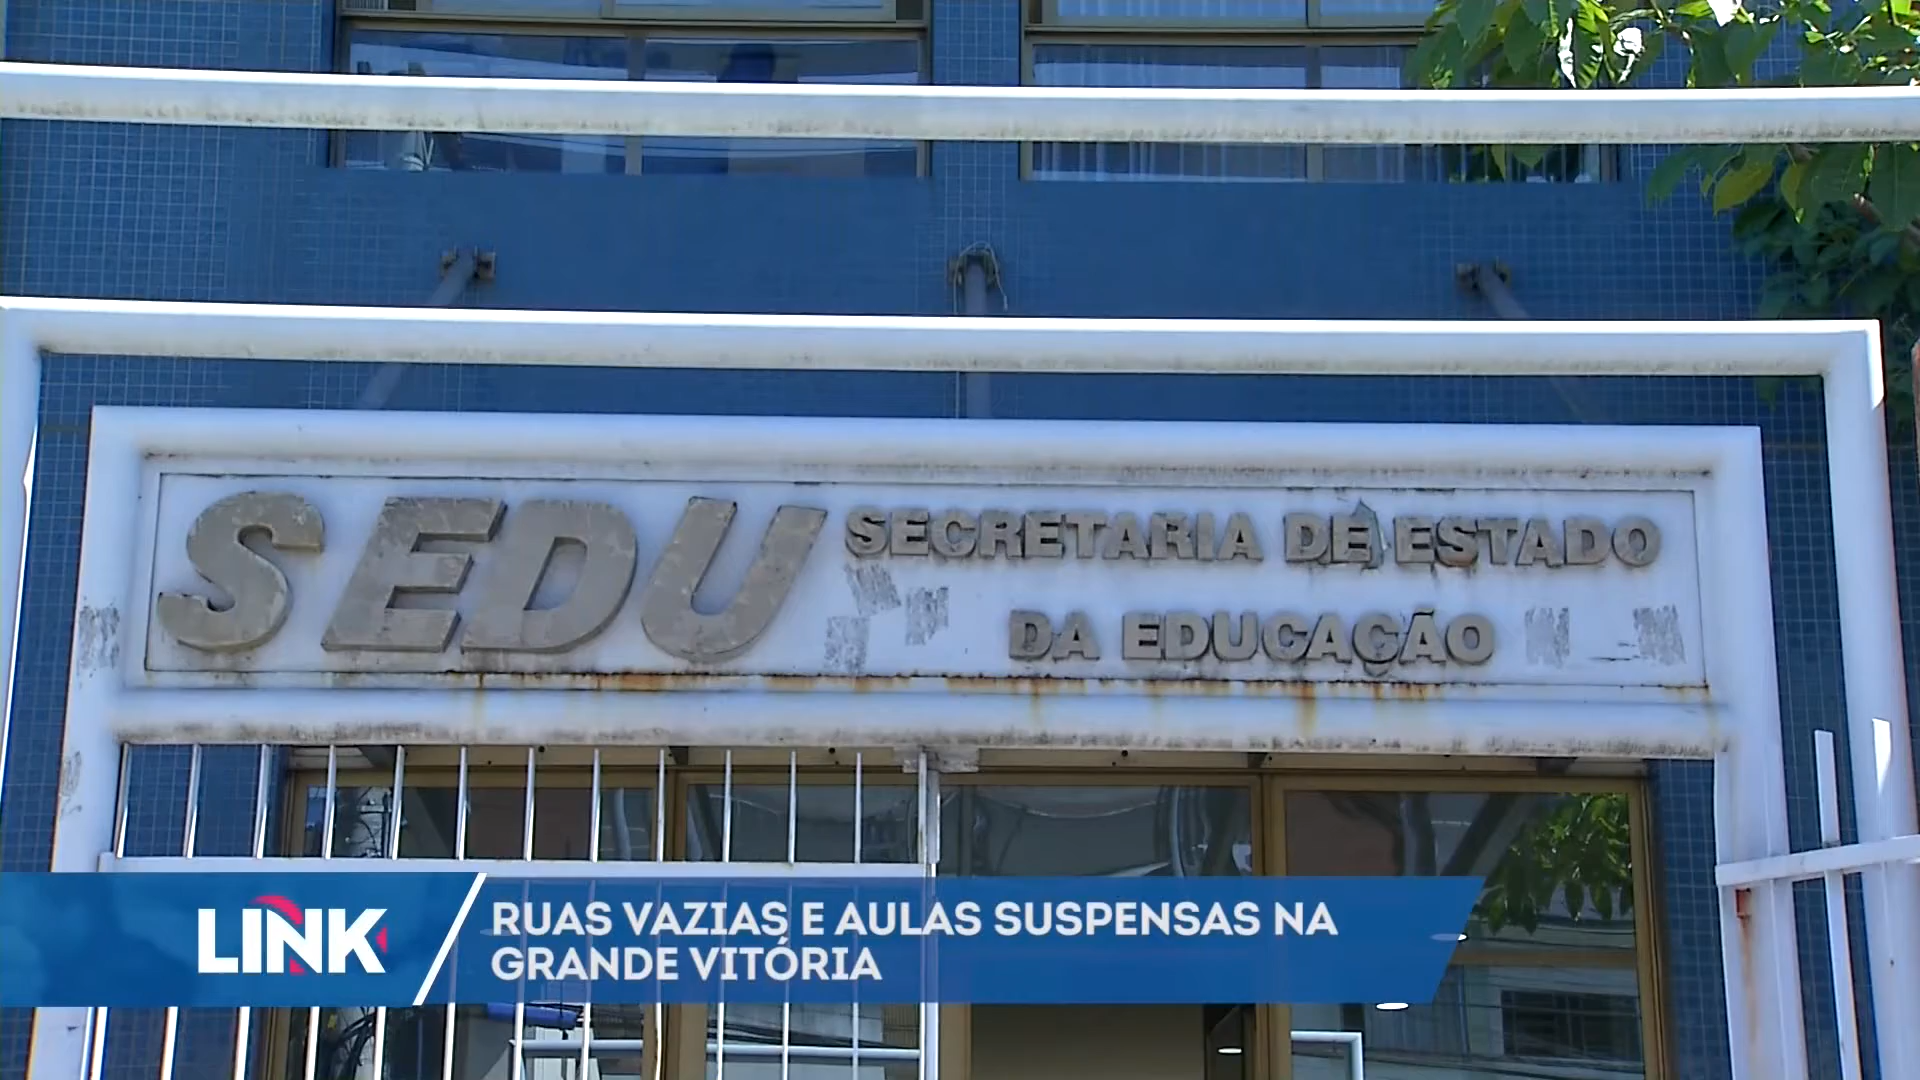 SEDU SECRETARIA DE ESTADO
DA EDUCAÇÃO
LINK
RUAS VAZIAS E AULAS SUSPENSAS NA
GRANDE VITÓRIA